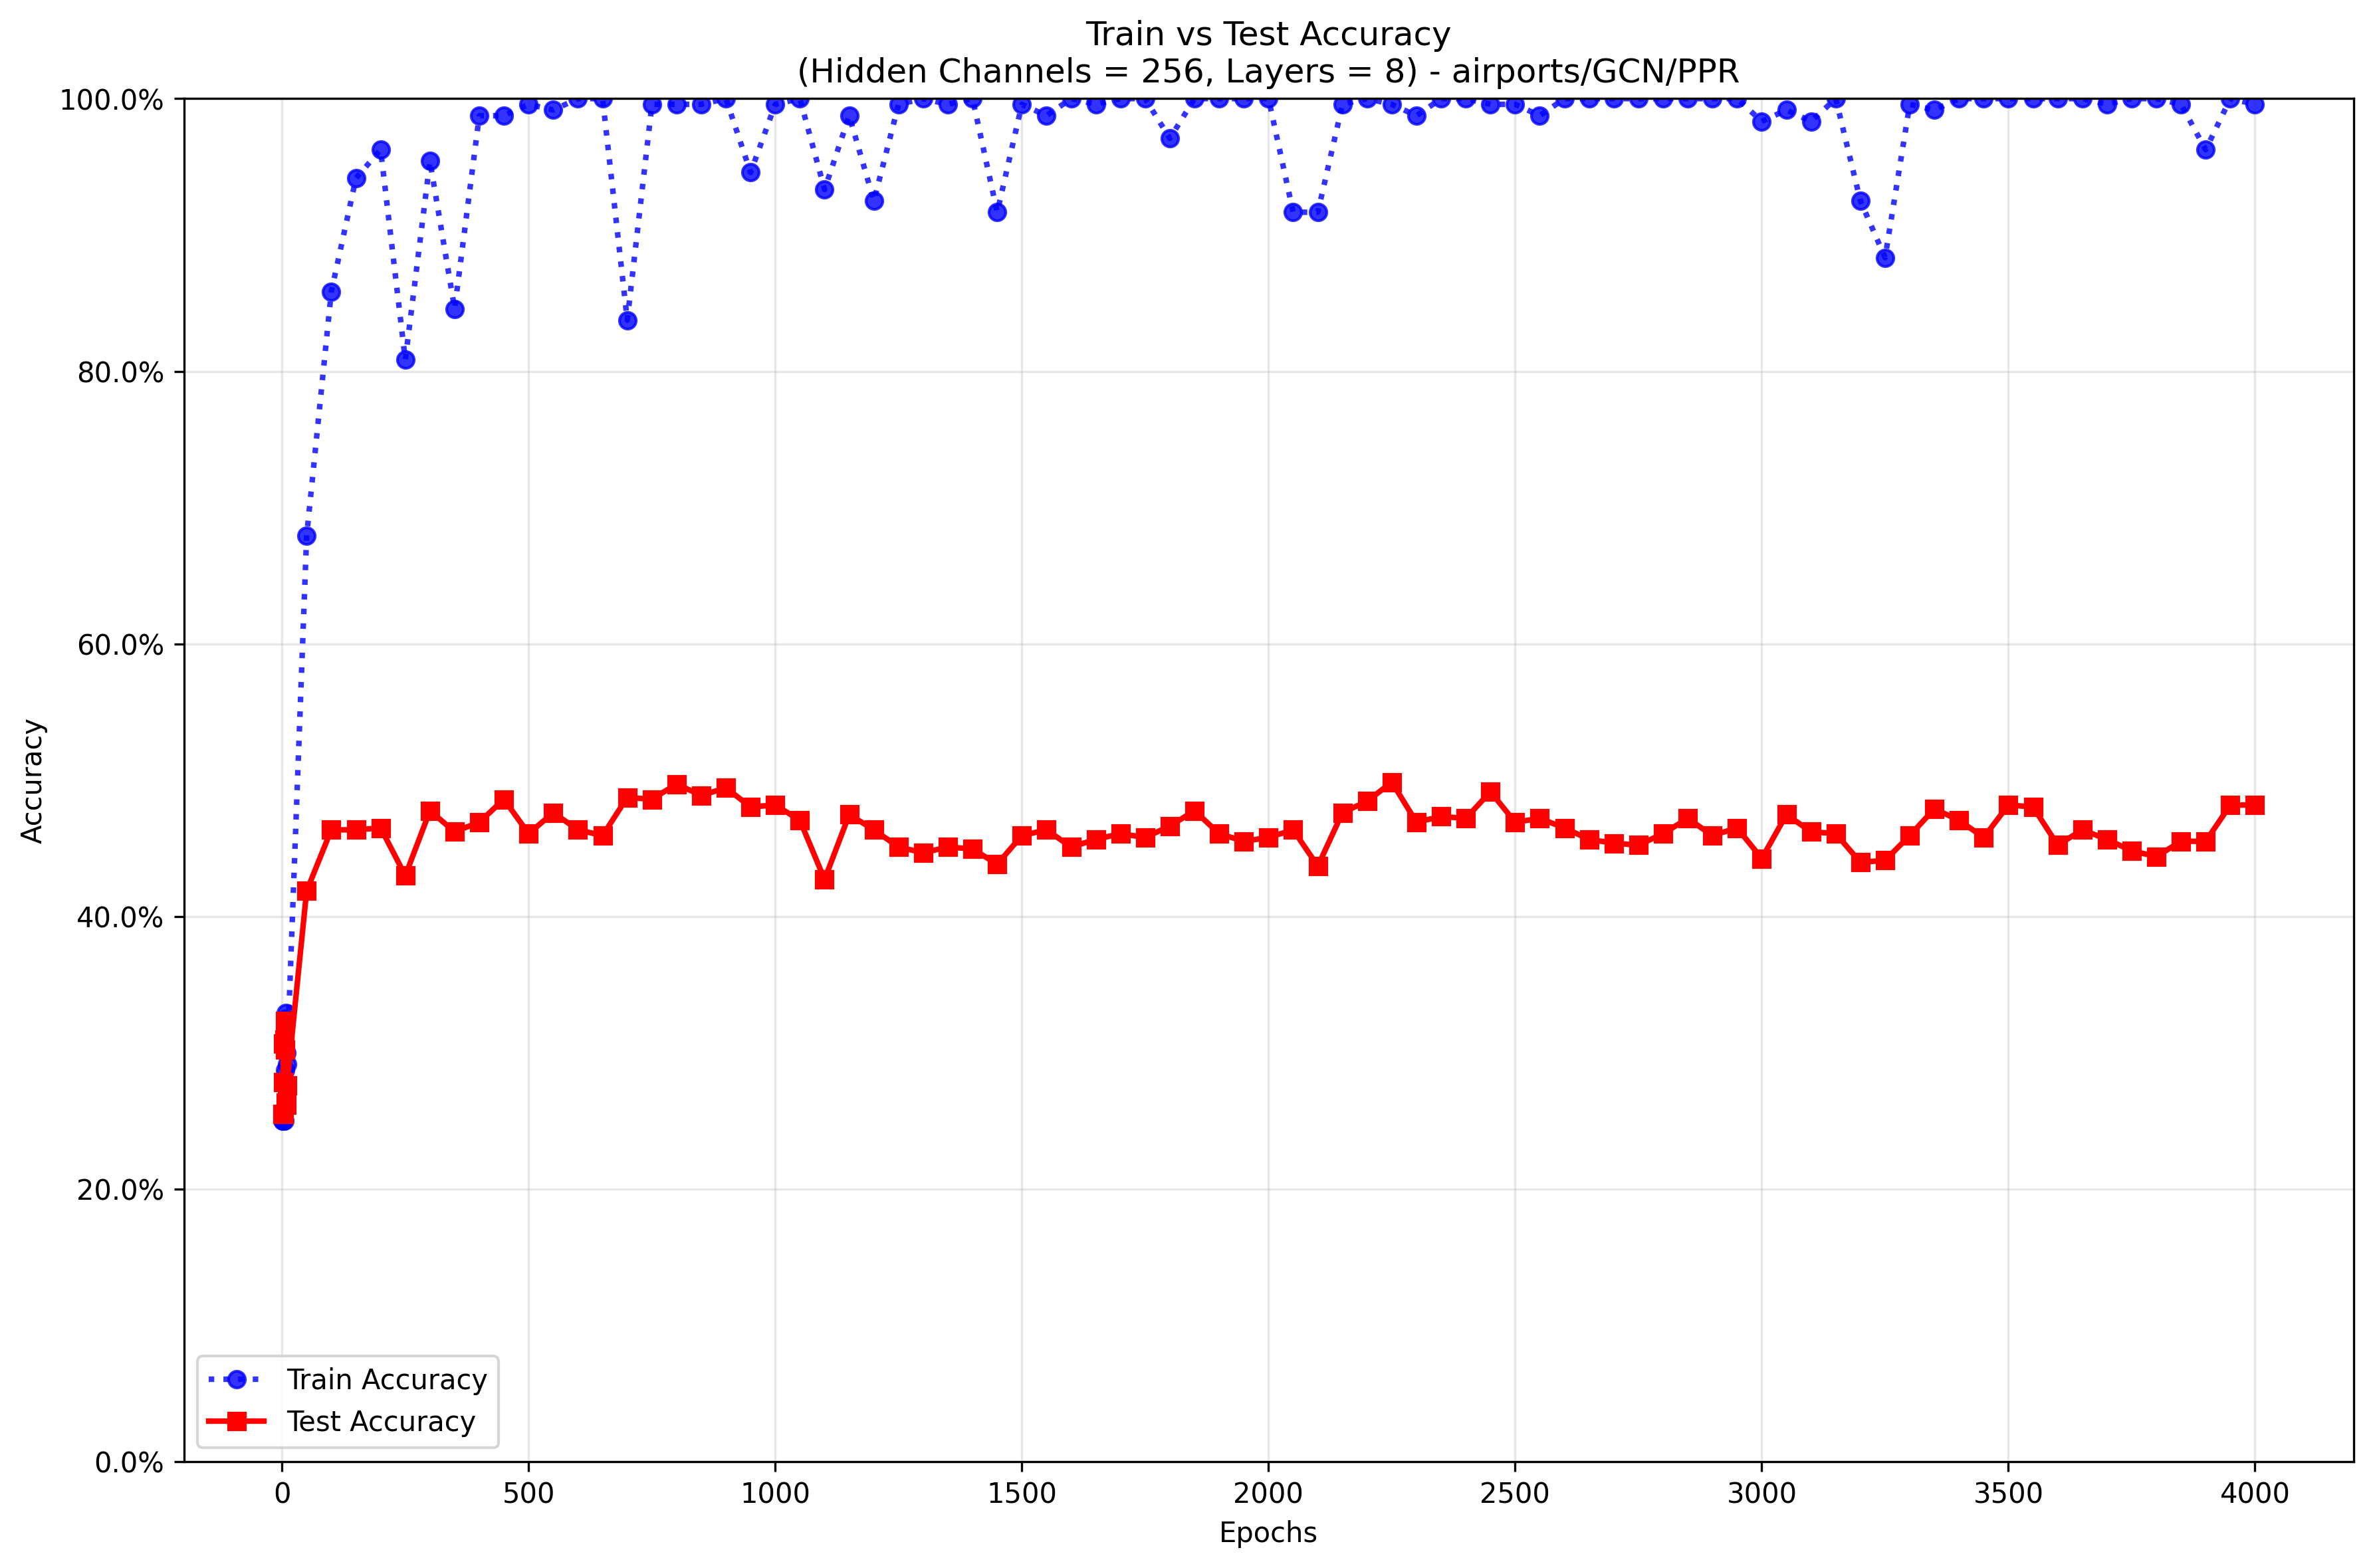 Train vs Test Accuracy
(Hidden Channels = 256, Layers = 8) - airports/GCN/PPR
100.0%
80.0%
60.0%
40.0%
20.0%
0.0%
Accuracy
Train Accuracy
Test Accuracy
0 500 1000 1500 2000 2500 3000 3500 4000
Epochs